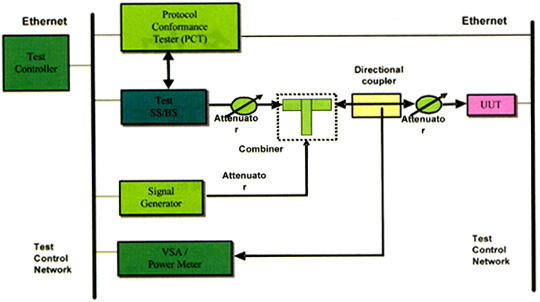 Ethernet
Ethernet
Protocol
Conformance
Tester (PCT)
Test
Controller
Directional
coupler
Test
SS/BS
UUT
Attenuato
r
Attenuato
r
Combiner
Attenuato
r
Signal
Generator
Test
Control
Network
VSA /
Power Meter
Test
Control
Network